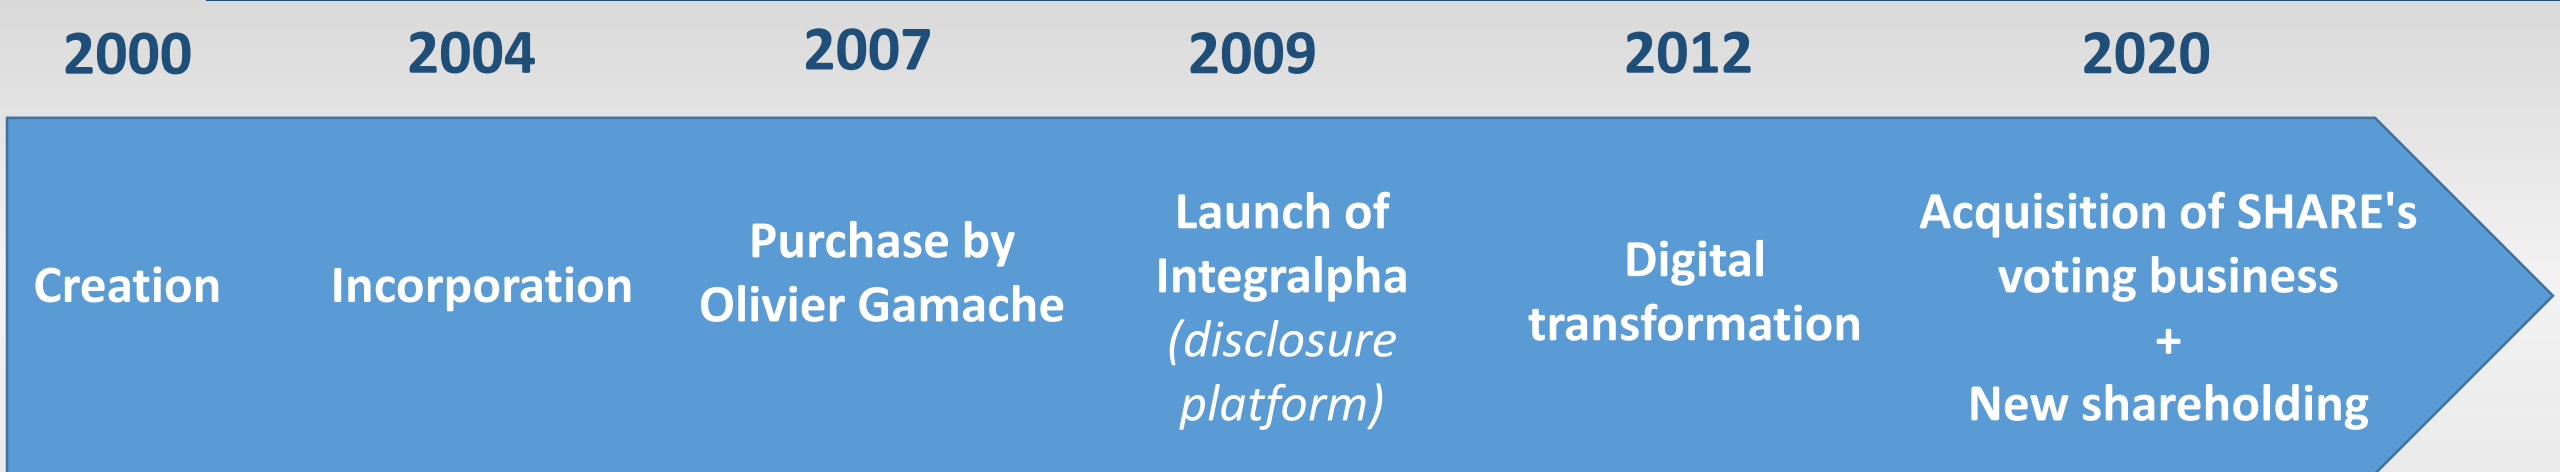 2000
2004
2007
2009
2012
2020
Creation
Incorporation
Purchase by
Olivier Gamache
Launch of
Integralpha
(disclosure
platform)
Digital
transformation
Acquisition of SHARE's
voting business
+
New shareholding